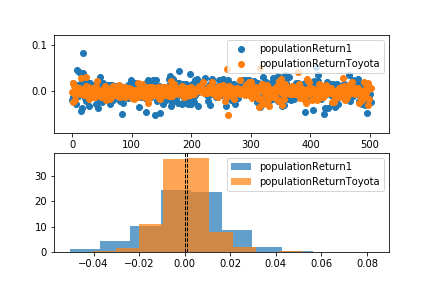 0.1
populationReturn1
populationReturnToyota
0.0
0 100 200 300 400 500
populationReturn1
populationReturnToyota
30
20
10
0
−0.04 −0.02 0.00 0.02 0.04 0.06 0.08